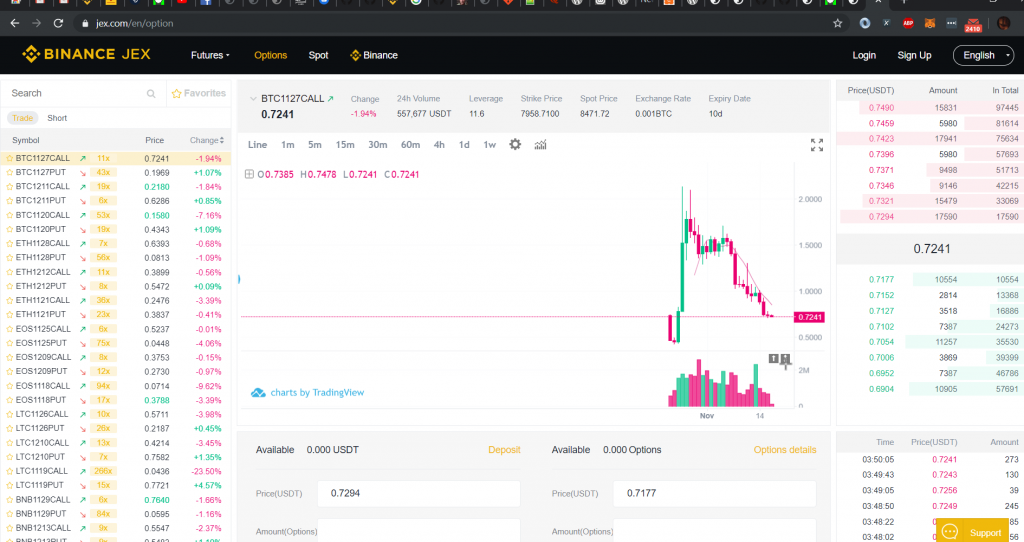 jex.com/en/option
2410
BINANCE JEX
Futures
Options
Spot
Binance
Login
Sign Up
English
Search
Favorites
Trade
Short
Symbol Price Change
BTC1127CALL 11x 0.7241 -1.94%
BTC1127PUT 43x 0.1969 +1.07%
BTC1211CALL 19x 0.2180 -1.84%
BTC1211PUT 6x 0.6286 +0.85%
BTC1120CALL 53x 0.1580 -7.16%
BTC1120PUT 19x 0.4343 +1.09%
ETH1128CALL 7x 0.6393 -0.68%
ETH1128PUT 56x 0.0813 -1.09%
ETH1212CALL 11x 0.3899 -0.56%
ETH1212PUT 8x 0.5472 +0.09%
ETH1121CALL 36x 0.2476 -3.39%
ETH1121PUT 23x 0.3837 -0.41%
EOS1125CALL 6x 0.5237 -0.01%
EOS1125PUT 75x 0.0448 -4.06%
EOS1209CALL 8x 0.3753 -0.15%
EOS1209PUT 12x 0.2730 -0.97%
EOS1118CALL 94x 0.0714 -9.62%
EOS1118PUT 17x 0.3788 -3.39%
LTC1126CALL 10x 0.5711 -3.98%
LTC1126PUT 26x 0.2187 +0.45%
LTC1210CALL 13x 0.4214 -3.45%
LTC1210PUT 7x 0.7582 +1.35%
LTC1119CALL 266x 0.0436 -23.50%
LTC1119PUT 15x 0.7721 +4.57%
BNB1129CALL 6x 0.7640 -1.66%
BNB1129PUT 84x 0.0595 -1.16%
BNB1213CALL 9x 0.5547 -2.37%
BTC1127CALL
0.7241
Change
-1.94%
24h Volume
557,677 USDT
Leverage
11.6
Strike Price
7958.7100
Spot Price
8471.72
Exchange Rate
0.001BTC
Expiry Date
10d
Line 1m 5m 15m 30m 60m 4h 1d 1w
O0.7385 H0.7478 L0.7241 C0.7241
2.0000
1.5000
1.0000
0.7241
0.5000
2M
0
charts by TradingView
Nov 14
Available 0.000 USDT Deposit
Price(USDT) 0.7294
Amount(Options)
Available 0.000 Options Options details
Price(USDT) 0.7177
Amount(Options)
Price(USDT) Amount In Total
0.7490 15831 97445
0.7459 5980 81614
0.7423 17941 75634
0.7396 5980 57693
0.7371 9498 51713
0.7346 9146 42215
0.7321 15479 33069
0.7294 17590 17590
0.7241
0.7177 10554 10554
0.7152 2814 13368
0.7127 3518 16886
0.7102 7387 24273
0.7054 11257 35530
0.7006 3869 39399
0.6952 7387 46786
0.6904 10905 57691
Time Price(USDT) Amount
03:50:05 0.7241 273
03:49:43 0.7243 130
03:49:05 0.7256 39
03:48:50 0.7249 245
03:48:22
03:48:02
Support